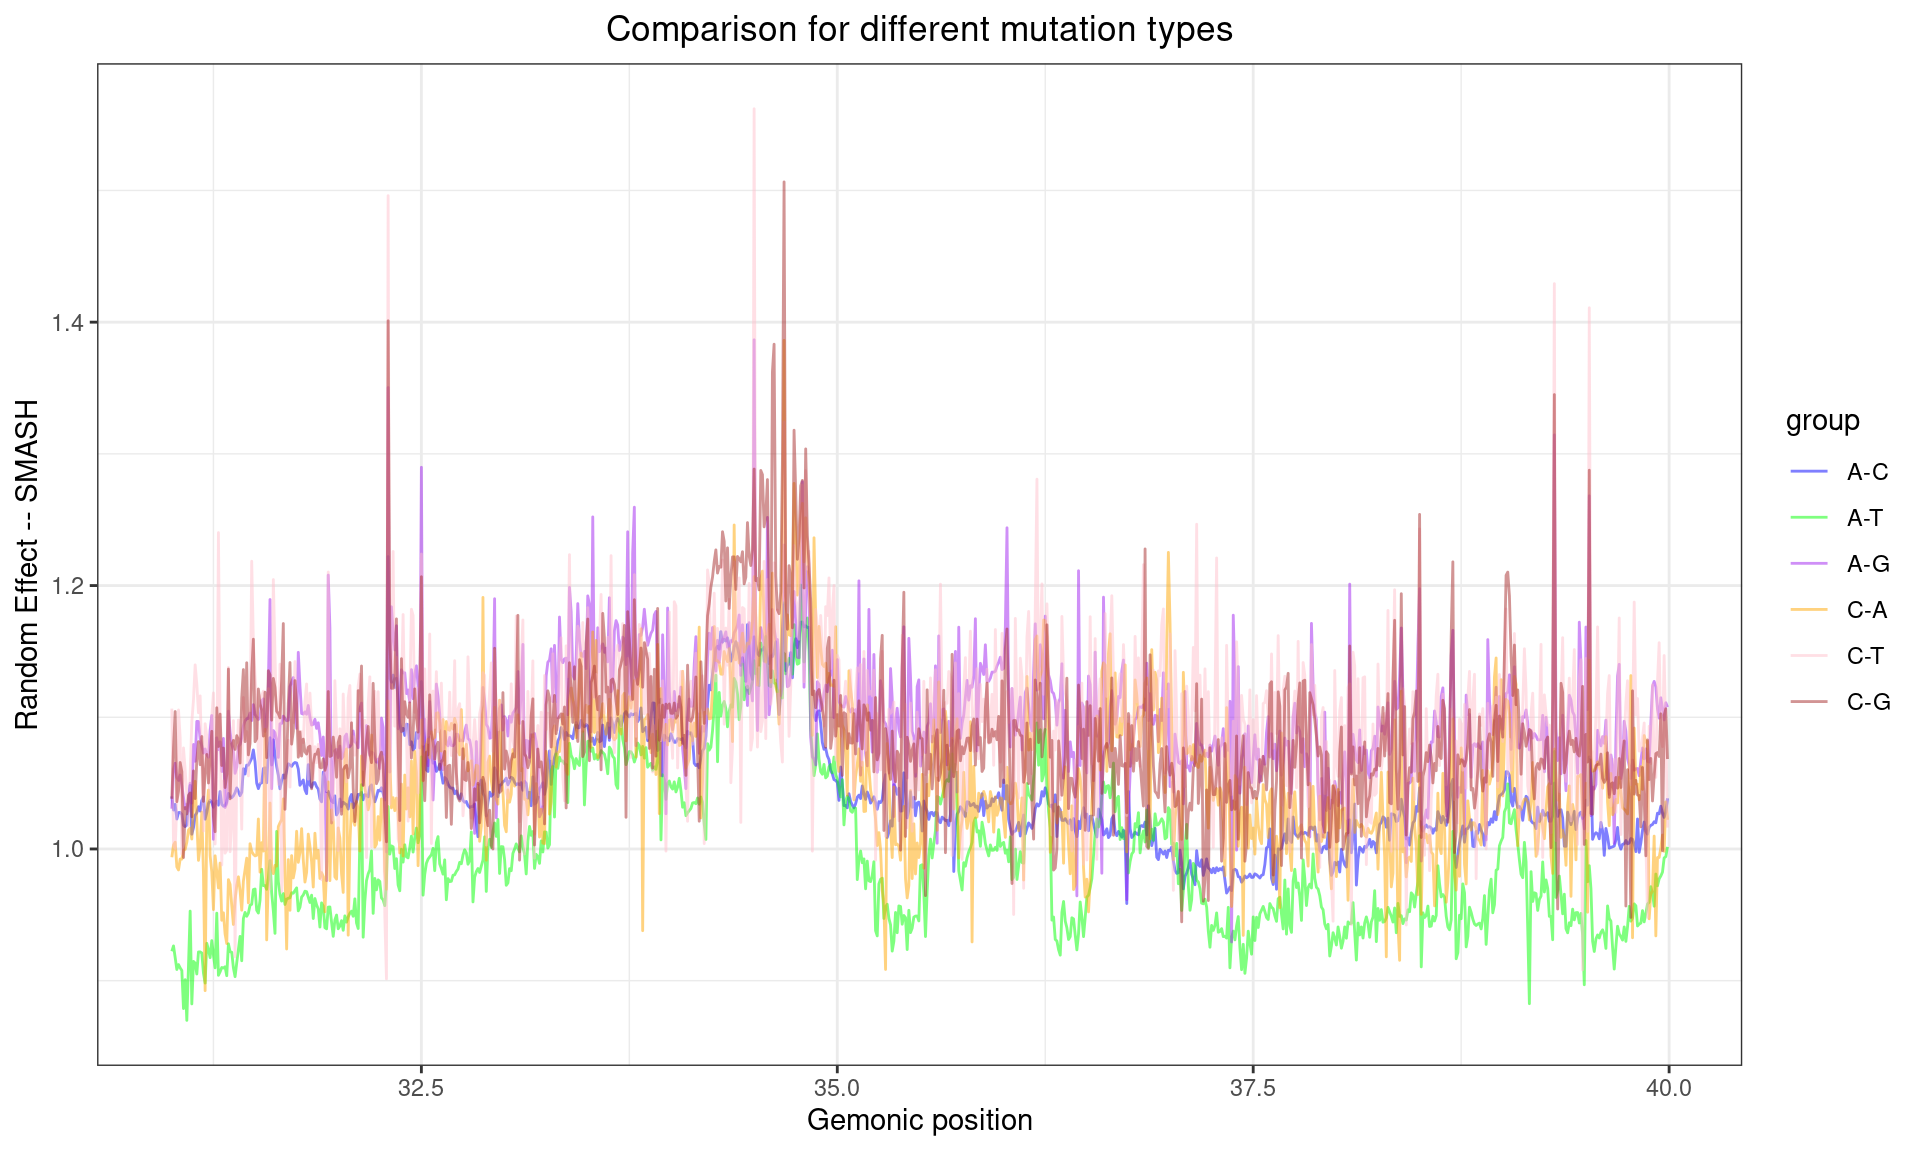 Comparison for different mutation types
Random Effect -- SMASH
1.4
1.2
1.0
32.5
35.0
37.5
40.0
Gemonic position
group
A-C
A-T
A-G
C-A
C-T
C-G